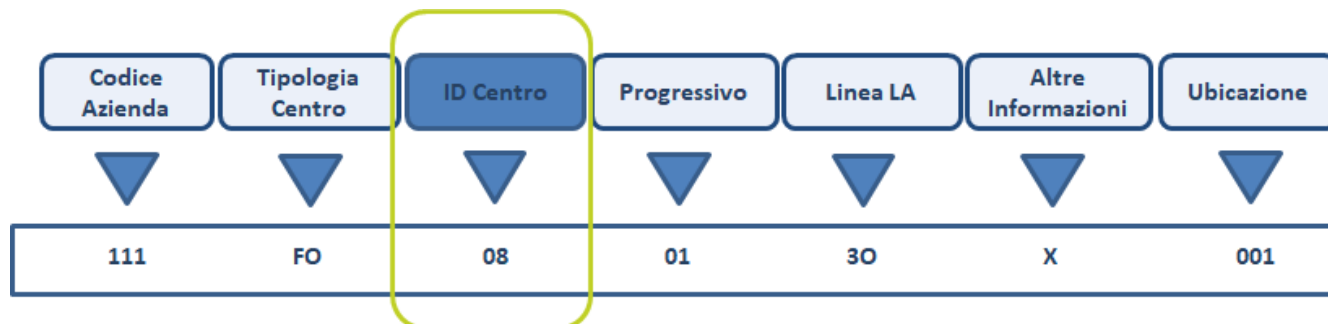 Codice Azienda
Tipologia Centro
ID Centro
Progressivo
Linea LA
Altre Informazioni
Ubicazione
111
FO
08
01
3O
X
001